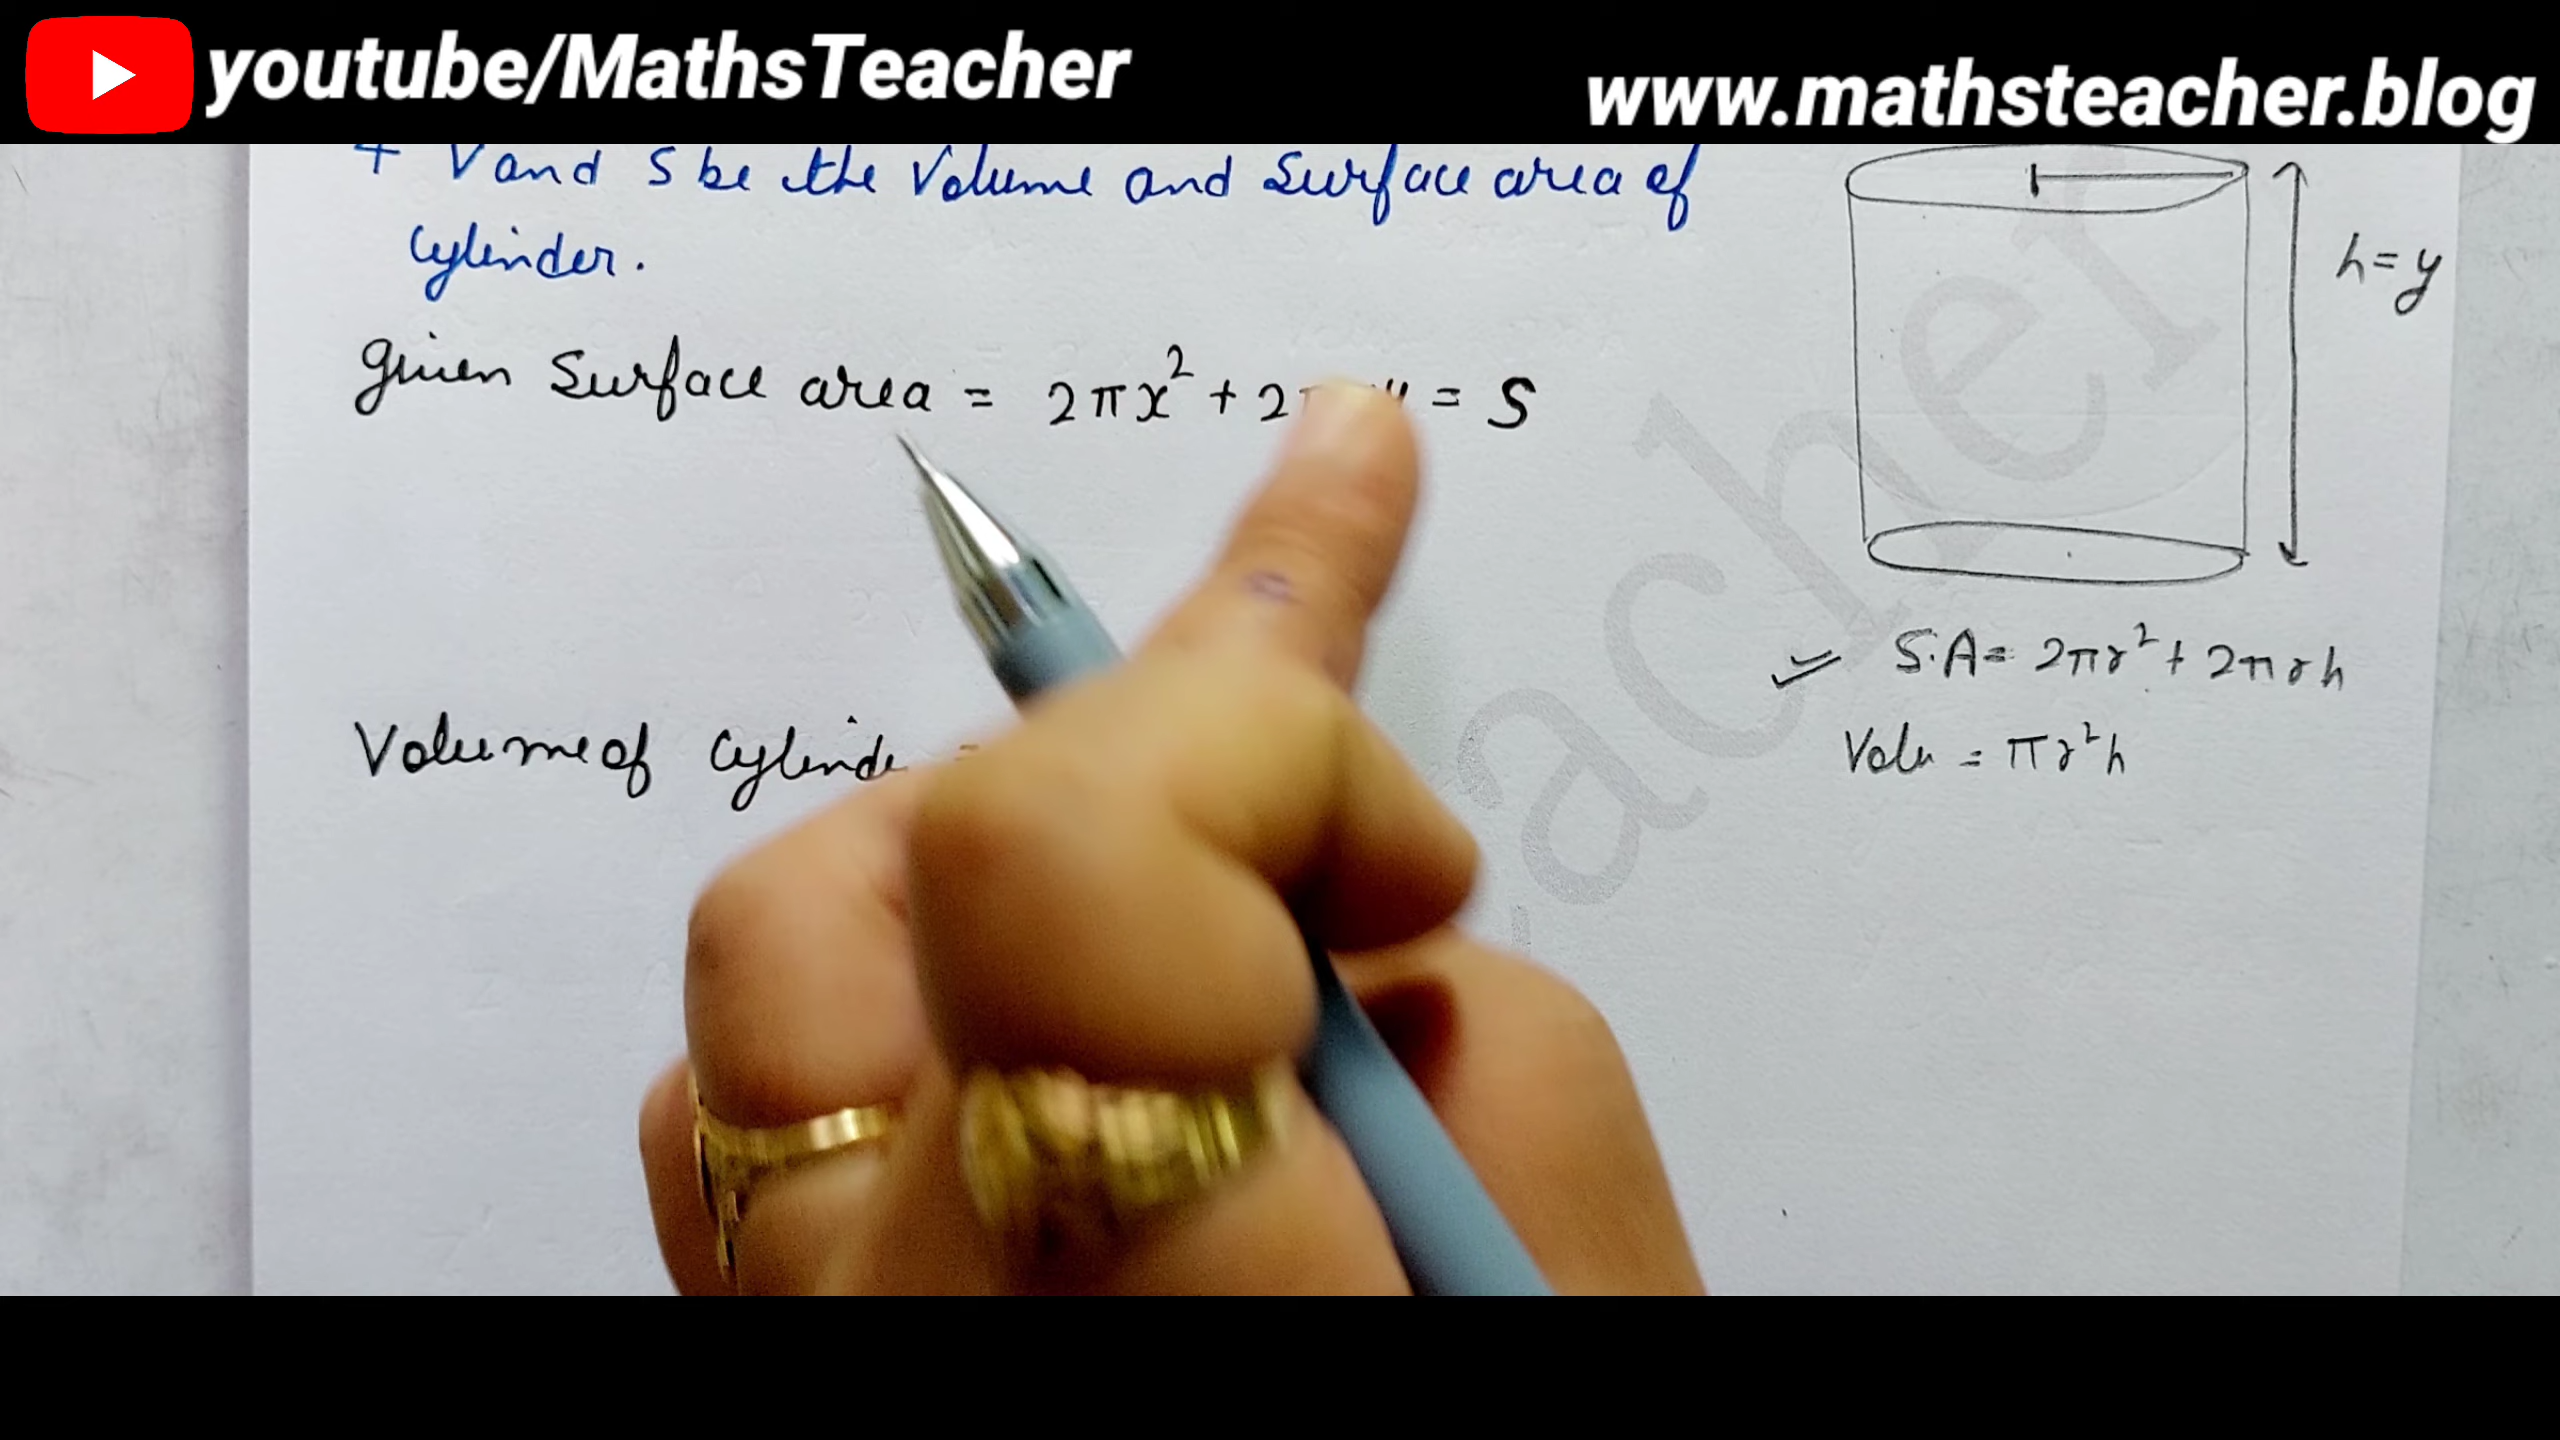 youtube/MathsTeacher
www.mathsteacher.blog
+ V and S be the Volume and Surface area of
cylinder.
h = y
given Surface area = 2πx² + 2 = S
S.A = 2πr² + 2πrh
Volume of cylinde
Volu = πr²h
acher